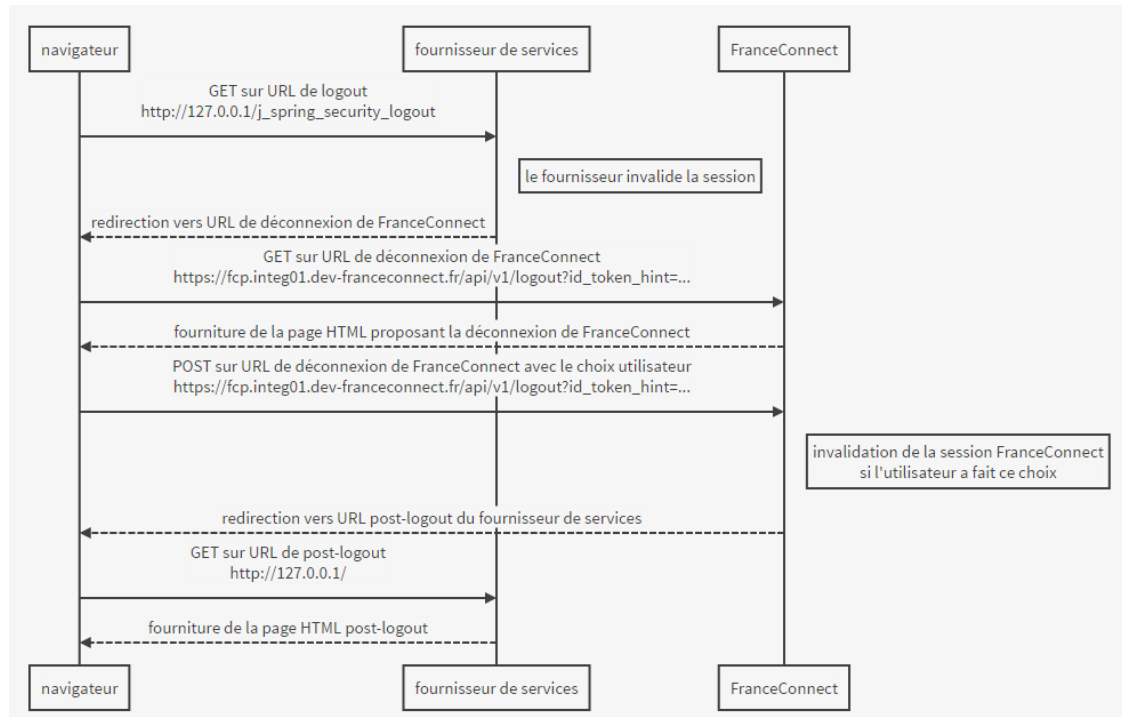 navigateur
fournisseur de services
FranceConnect
GET sur URL de logout
http://127.0.0.1/j_spring_security_logout
le fournisseur invalide la session
redirection vers URL de déconnexion de FranceConnect
GET sur URL de déconnexion de FranceConnect
https://fcp.integ01.dev-franceconnect.fr/api/v1/logout?id_token_hint=...
fourniture de la page HTML proposant la déconnexion de FranceConnect
POST sur URL de déconnexion de FranceConnect avec le choix utilisateur
https://fcp.integ01.dev-franceconnect.fr/api/v1/logout?id_token_hint=...
invalidation de la session FranceConnect
si l'utilisateur a fait ce choix
redirection vers URL post-logout du fournisseur de services
GET sur URL de post-logout
http://127.0.0.1/
fourniture de la page HTML post-logout
navigateur
fournisseur de services
FranceConnect